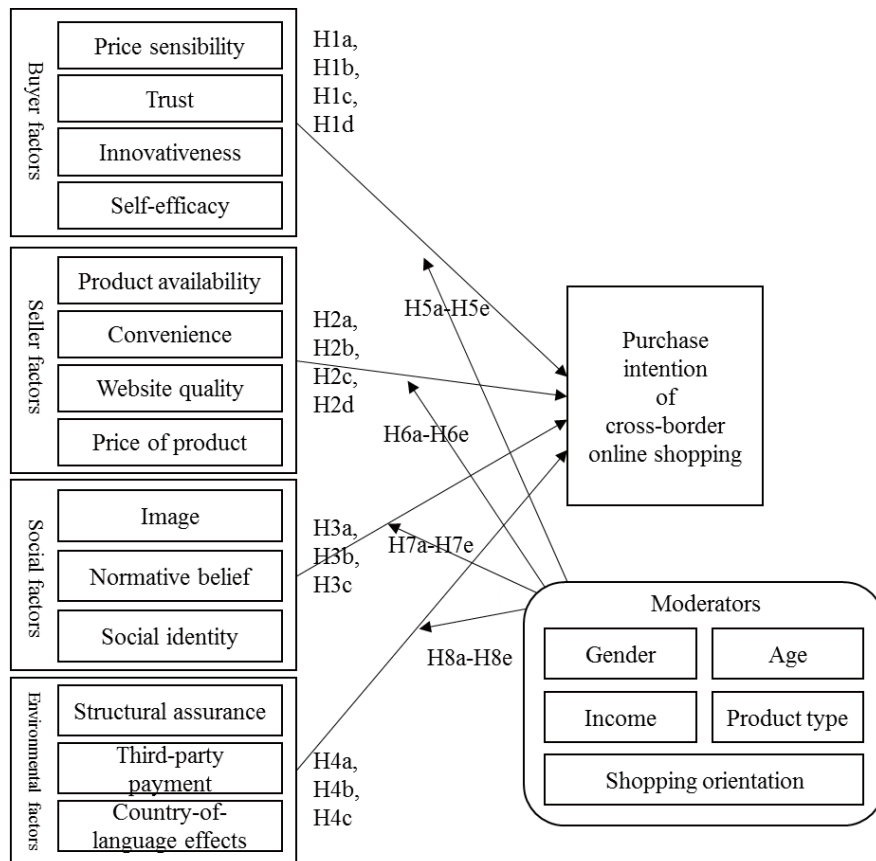 Buyer factors
Price sensibility
Trust
Innovativeness
Self-efficacy
H1a,
H1b,
H1c,
H1d
Seller factors
Product availability
Convenience
Website quality
Price of product
H2a,
H2b,
H2c,
H2d
Social factors
Image
Normative belief
Social identity
H3a,
H3b,
H3c
Environmental factors
Structural assurance
Third-party
payment
Country-of-
language effects
H4a,
H4b,
H4c
H5a-H5e
H6a-H6e
H7a-H7e
H8a-H8e
Purchase
intention
of
cross-border
online shopping
Moderators
Gender
Age
Income
Product type
Shopping orientation